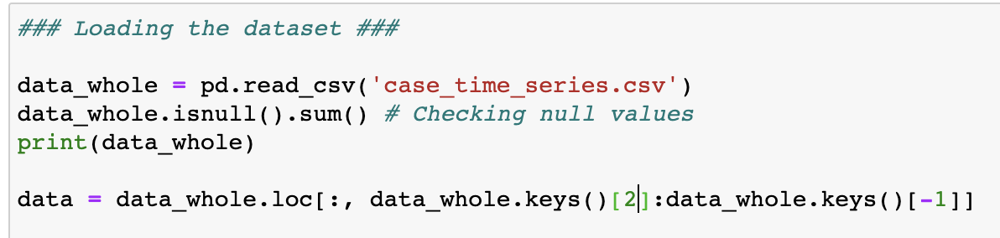 ### Loading the dataset ###
data_whole = pd.read_csv('case_time_series.csv')
data_whole.isnull().sum() # Checking null values
print(data_whole)
data = data_whole.loc[:, data_whole.keys()[2]:data_whole.keys()[-1]]